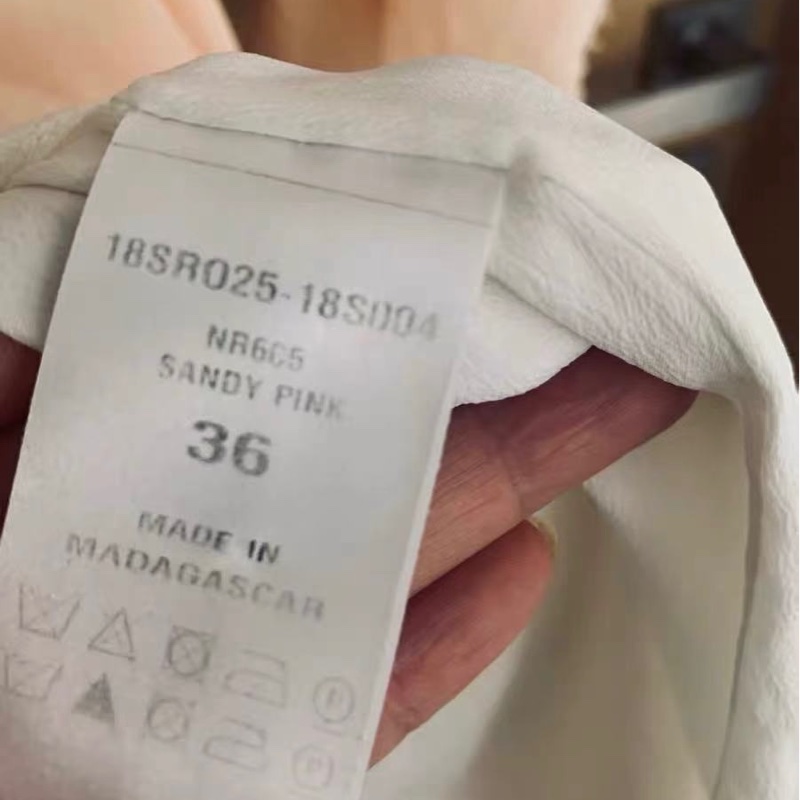 18SR025-18S004
NR6C5
SANDY PINK
36
MADE IN
MADAGASCAR
P
P